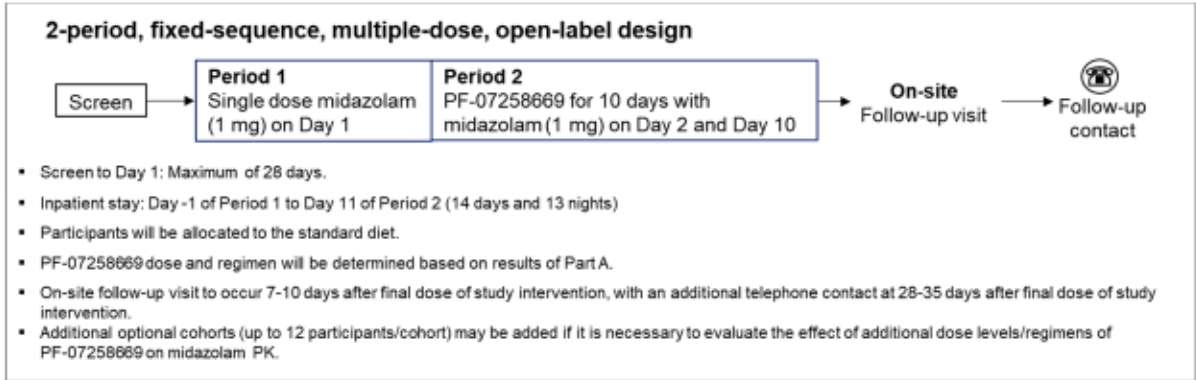 2-period, fixed-sequence, multiple-dose, open-label design
Screen
Period 1
Single dose midazolam
(1 mg) on Day 1
Period 2
PF-07258669 for 10 days with
midazolam (1 mg) on Day 2 and Day 10
On-site
Follow-up visit
Follow-up
contact
▪ Screen to Day 1: Maximum of 28 days.
▪ Inpatient stay: Day -1 of Period 1 to Day 11 of Period 2 (14 days and 13 nights)
▪ Participants will be allocated to the standard diet.
▪ PF-07258669 dose and regimen will be determined based on results of Part A.
▪ On-site follow-up visit to occur 7-10 days after final dose of study intervention, with an additional telephone contact at 28-35 days after final dose of study
intervention.
▪ Additional optional cohorts (up to 12 participants/cohort) may be added if it is necessary to evaluate the effect of additional dose levels/regimens of
PF-07258669 on midazolam PK.